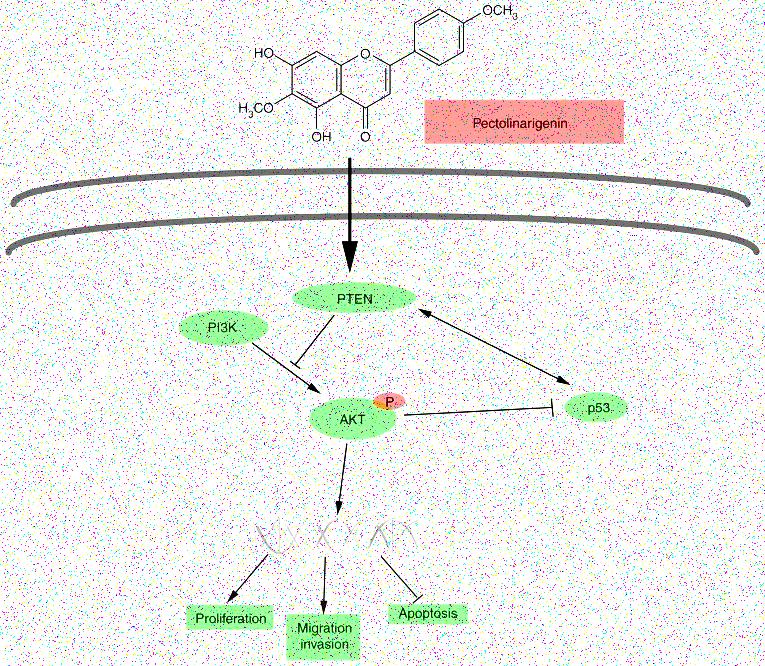 OCH3
HO
O
H3CO
OH
O
Pectolinarigenin
PTEN
PI3K
P
AKT
p53
Proliferation
Migration
invasion
Apoptosis